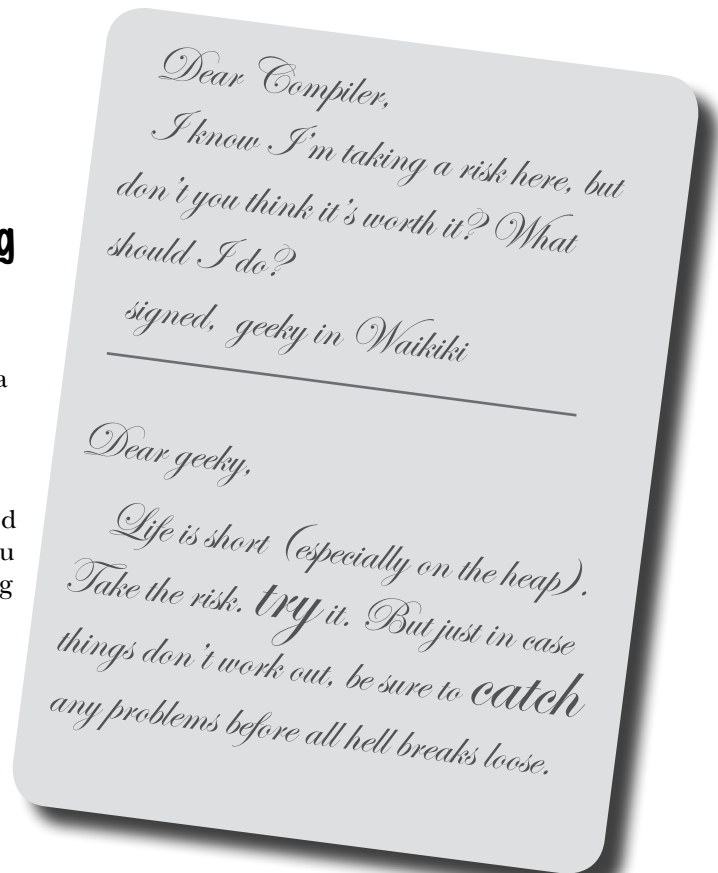 g
a
d
u
g
Dear Compiler,
I know I'm taking a risk here, but
don't you think it's worth it? What
should I do?
signed, geeky in Waikiki
Dear geeky,
Life is short (especially on the heap).
Take the risk. try it. But just in case
things don't work out, be sure to catch
any problems before all hell breaks loose.